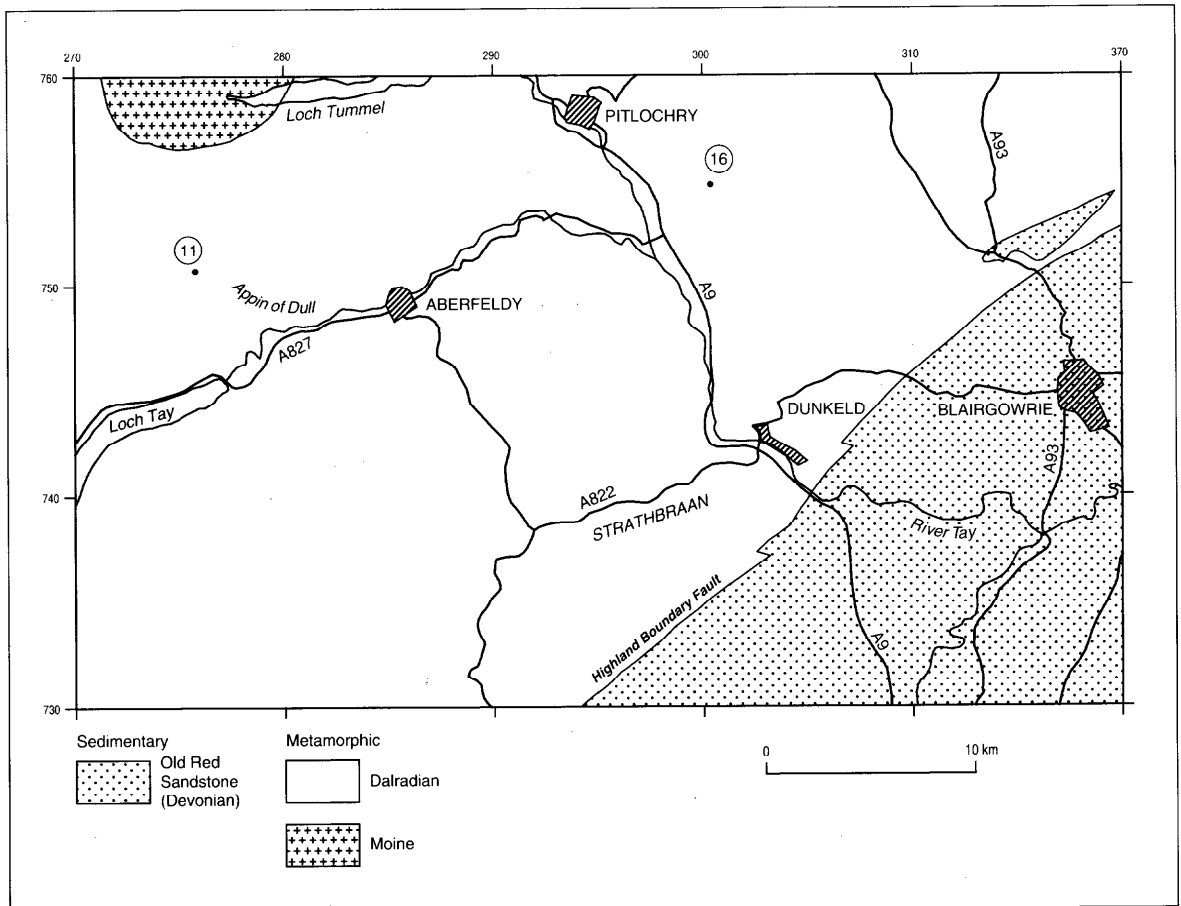 270 280 290 300 310 370
760
Loch Tummel
PITLOCHRY
A93
16
11
750
Appin of Dull
ABERFELDY
A9
A827
Loch Tay
DUNKELD
BLAIRGOWRIE
A93
740
A822
STRATHBRAAN
River Tay
Highland Boundary Fault
A9
730
Sedimentary
Old Red
Sandstone
(Devonian)
Metamorphic
Dalradian
Moine
0 10 km